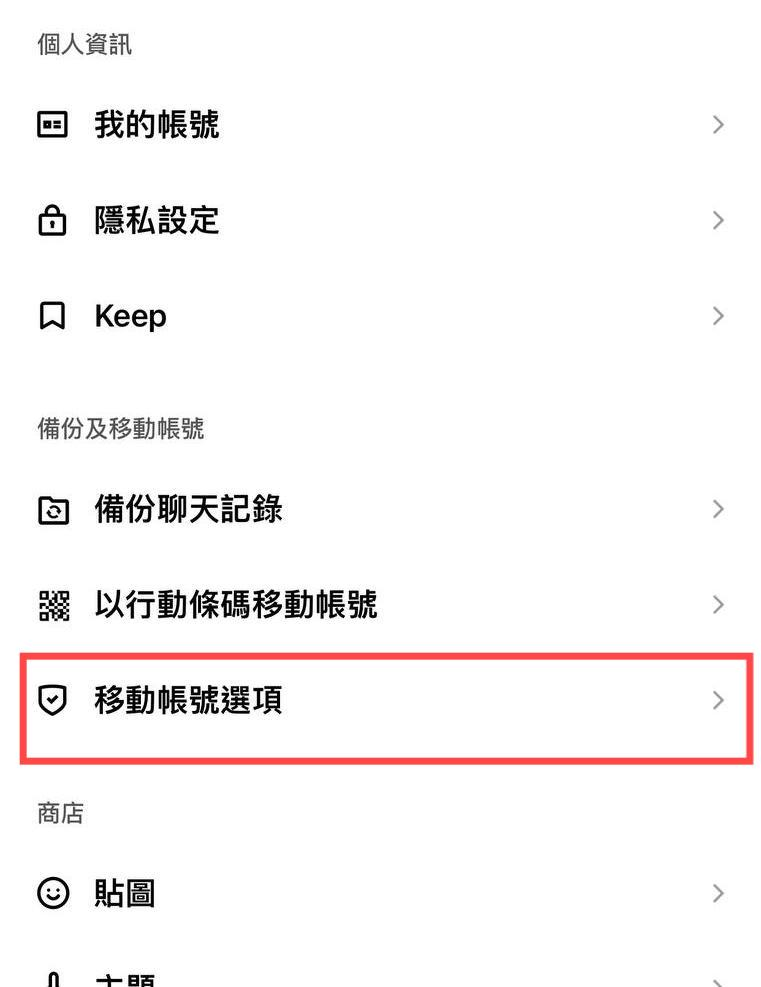 個人資訊
我的帳號
隱私設定
Keep
備份及移動帳號
備份聊天記錄
以行動條碼移動帳號
移動帳號選項
商店
貼圖
主題